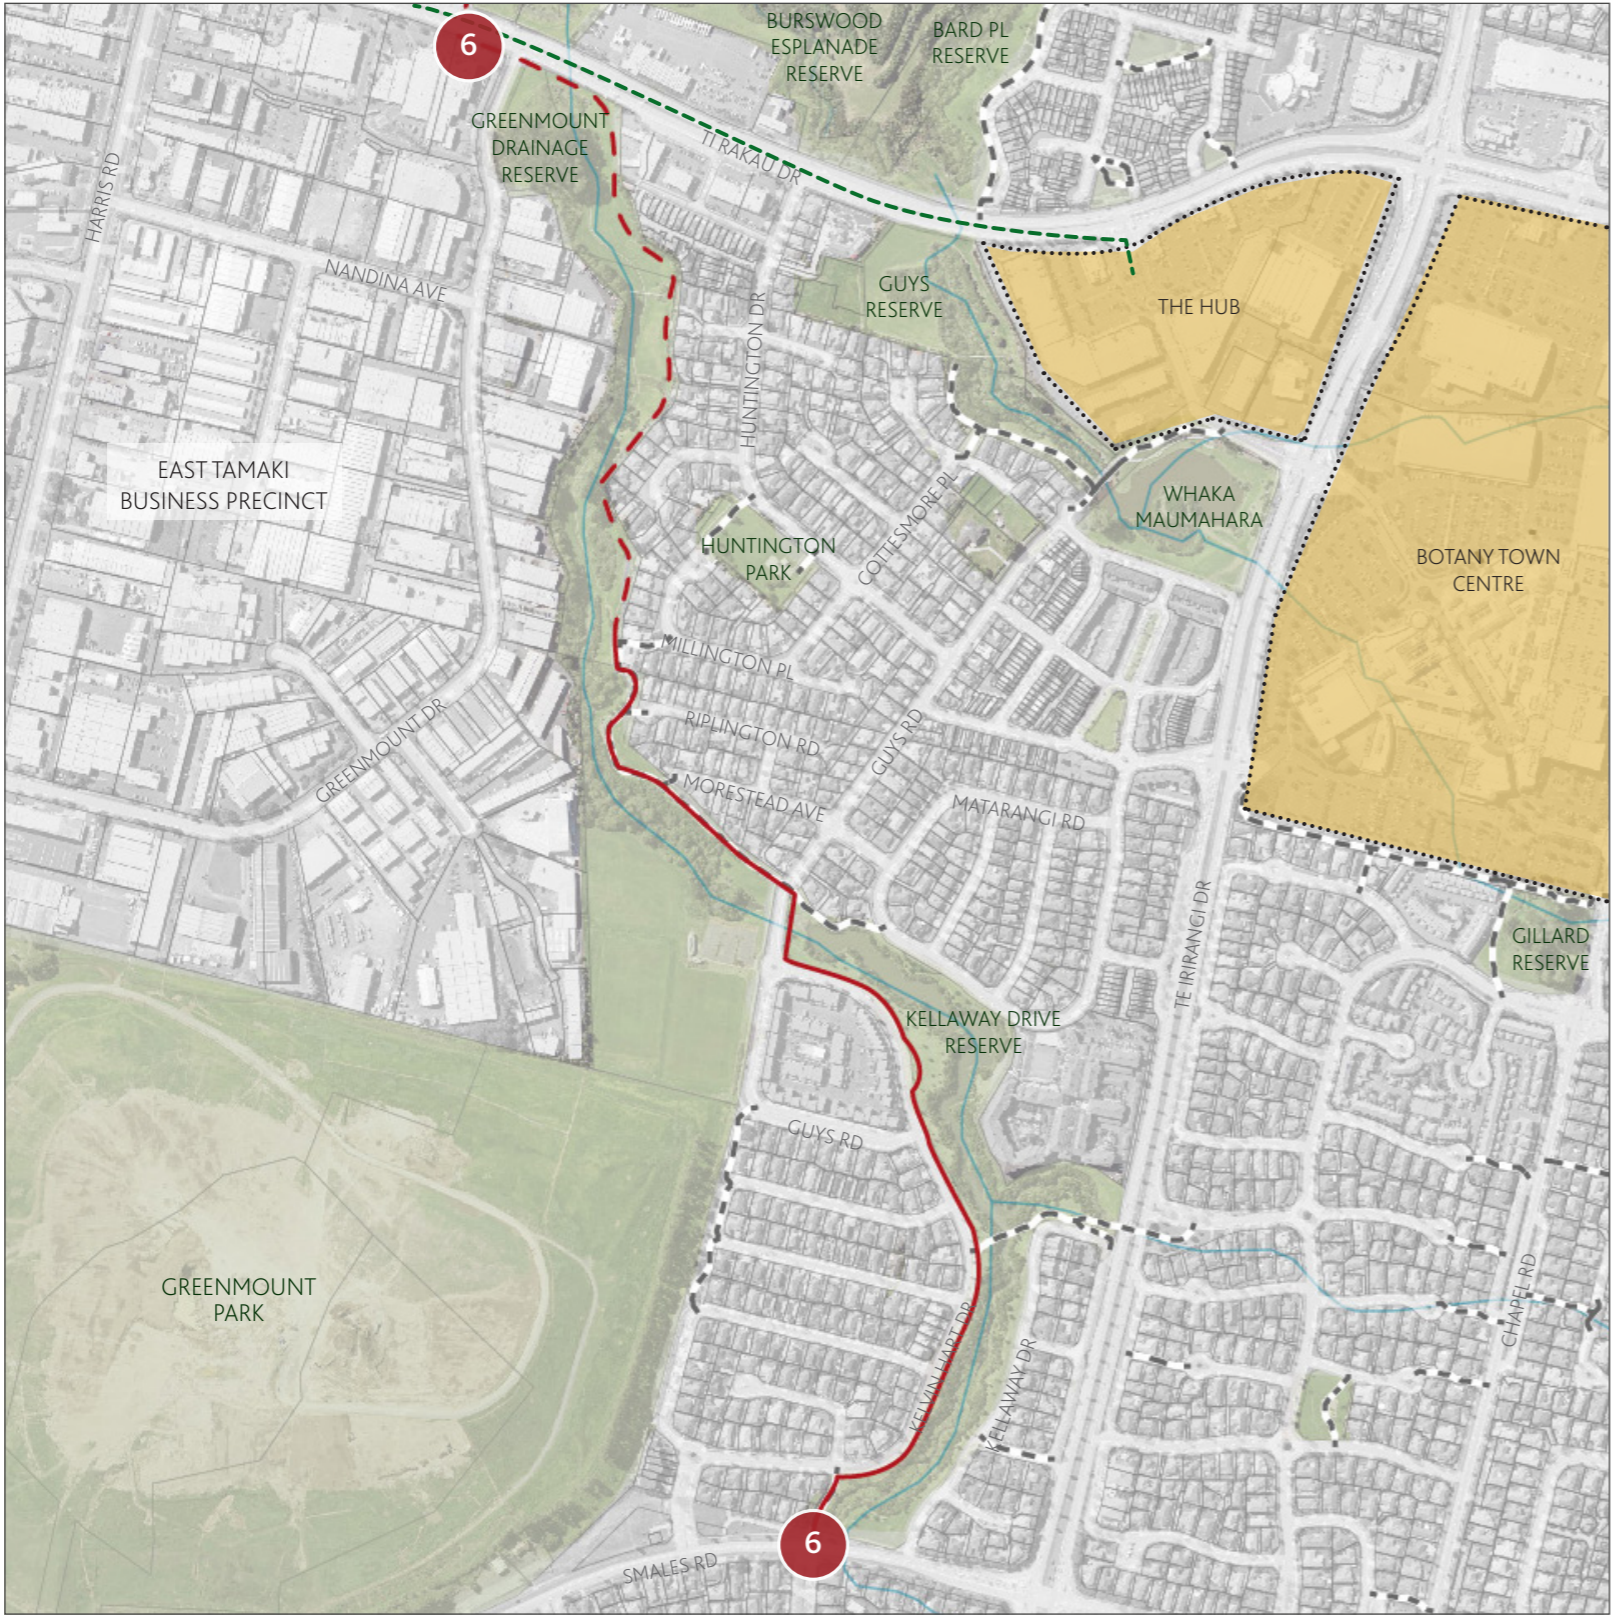 6
BURSWOOD
ESPLANADE
RESERVE
BARD PL
RESERVE
GREENMOUNT
DRAINAGE
RESERVE
TI RAKAU DR
HARRIS RD
NANDINA AVE
HUNTINGTON DR
GUYS
RESERVE
THE HUB
EAST TAMAKI
BUSINESS PRECINCT
HUNTINGTON
PARK
COTTESMORE PL
WHAKA
MAUMAHARA
BOTANY TOWN
CENTRE
MILLINGTON PL
RIPLINGTON RD
GUYS RD
GREENMOUNT DR
MORESTEAD AVE
MATARANGI RD
TE IRIRANGI DR
GILLARD
RESERVE
KELLAWAY DRIVE
RESERVE
GUYS RD
GREENMOUNT
PARK
KELVIN HART DR
KELLAWAY DR
CHAPEL RD
6
SMALES RD